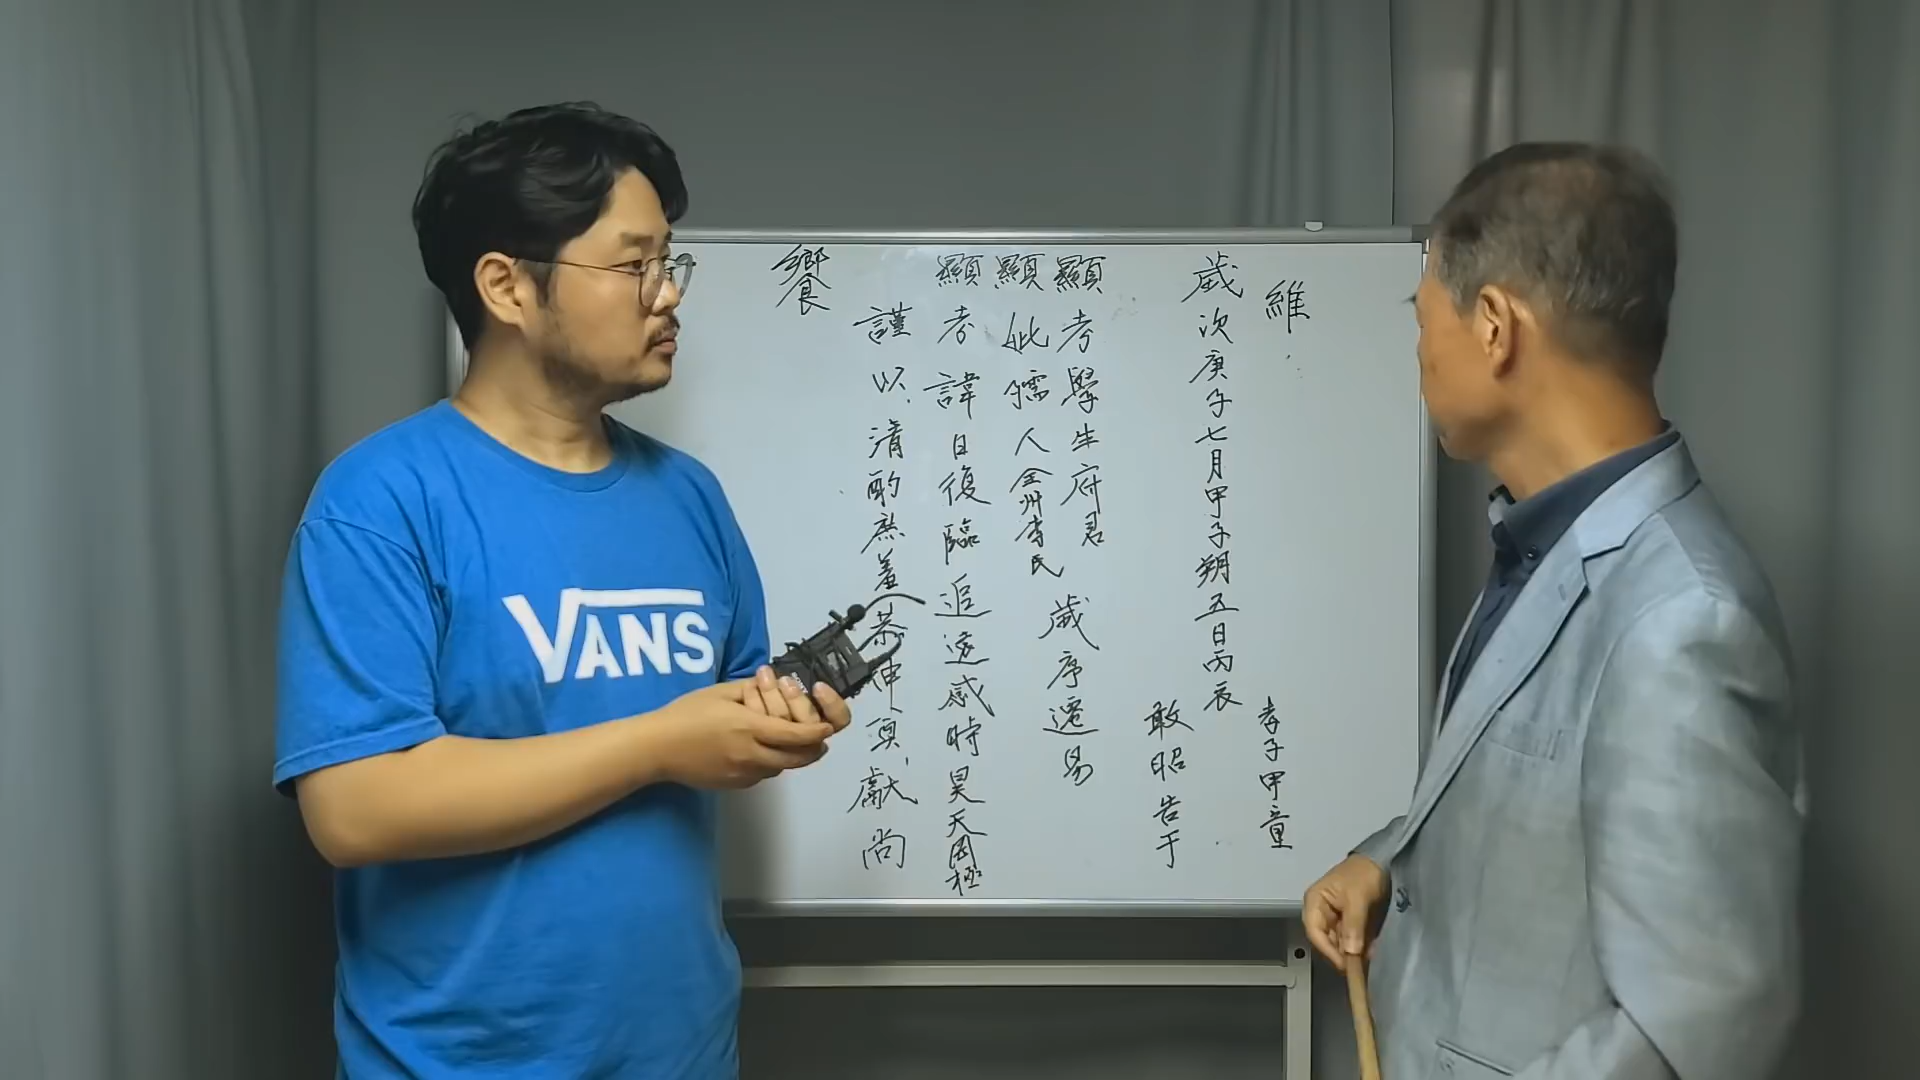 維
孝子甲童
歲次庚子七月甲子朔五日丙辰
敢昭告于
顯考學生府君
顯妣孺人全州李氏
歲序遷易
顯考諱日復臨追遠感時昊天罔極
謹以清酌庶羞恭伸奠獻尚
饗
VANS